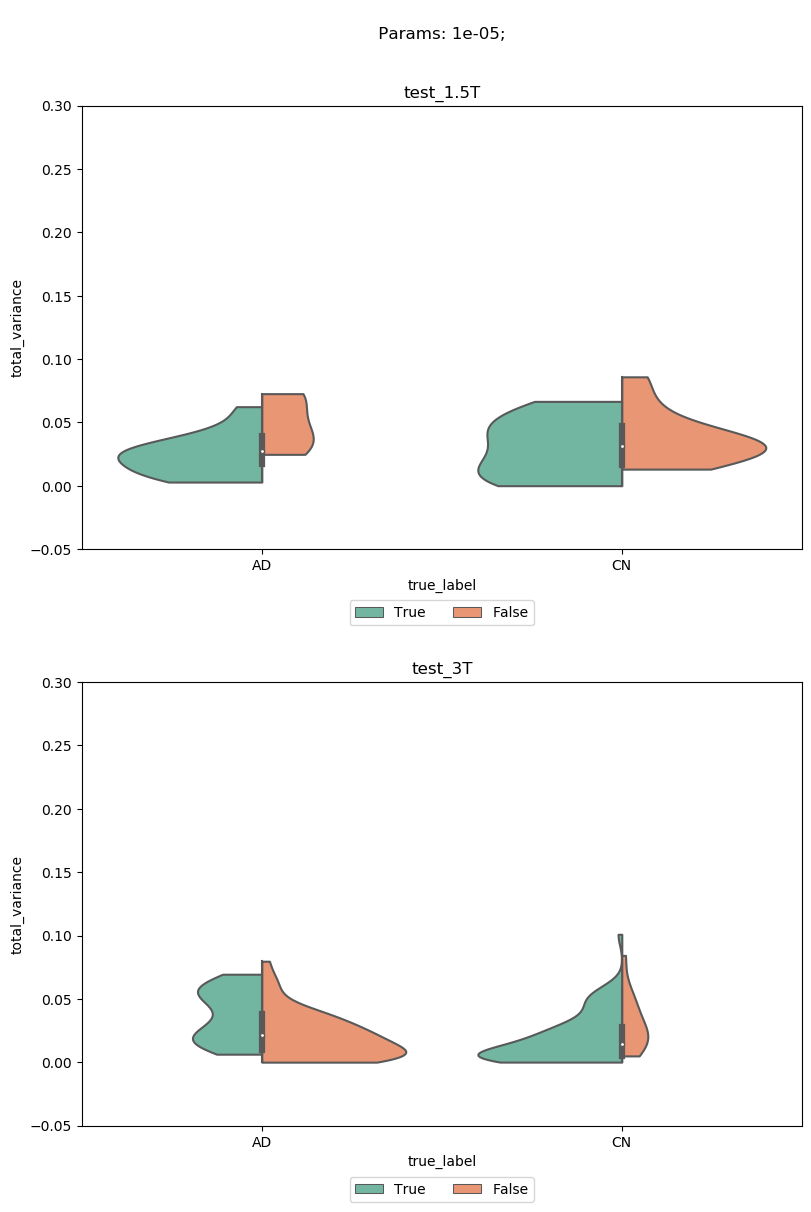 Params: 1e-05;
test_1.5T
0.30
0.25
0.20
0.15
0.10
0.05
0.00
−0.05
total_variance
AD CN
true_label
True False
test_3T
0.30
0.25
0.20
0.15
0.10
0.05
0.00
−0.05
total_variance
AD CN
true_label
True False